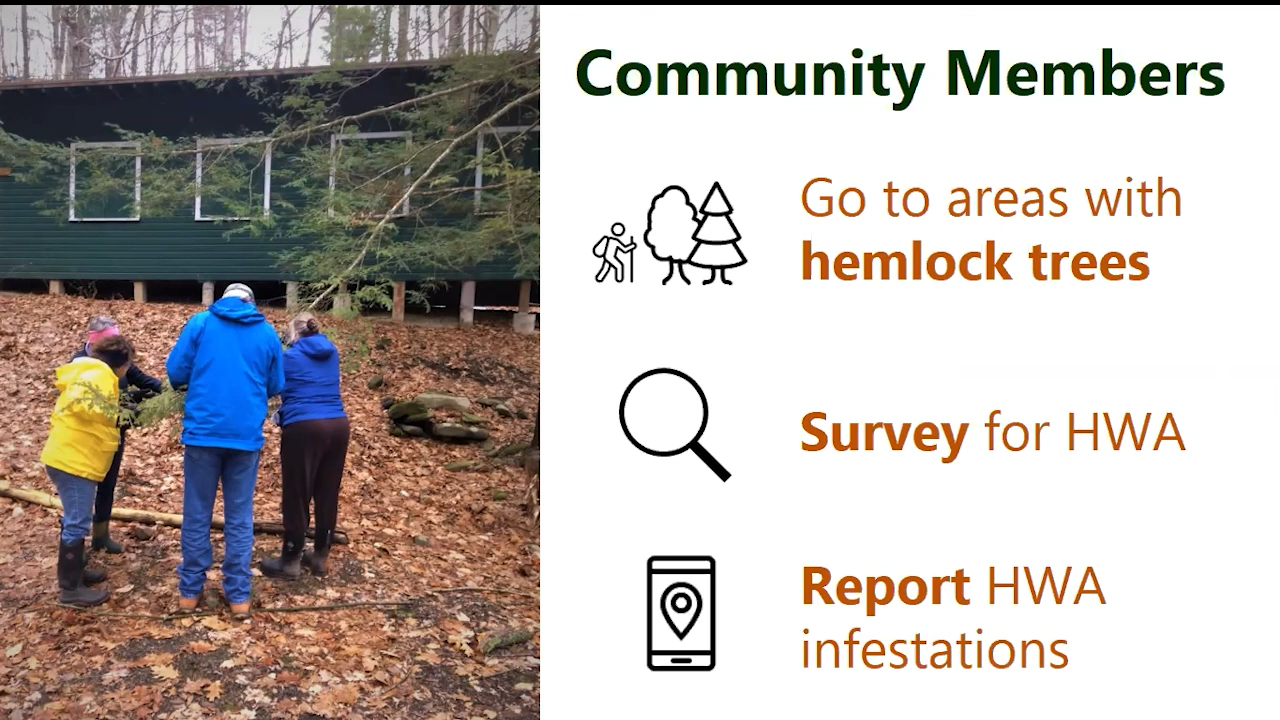 Community Members
Go to areas with
hemlock trees
Survey for HWA
Report HWA
infestations